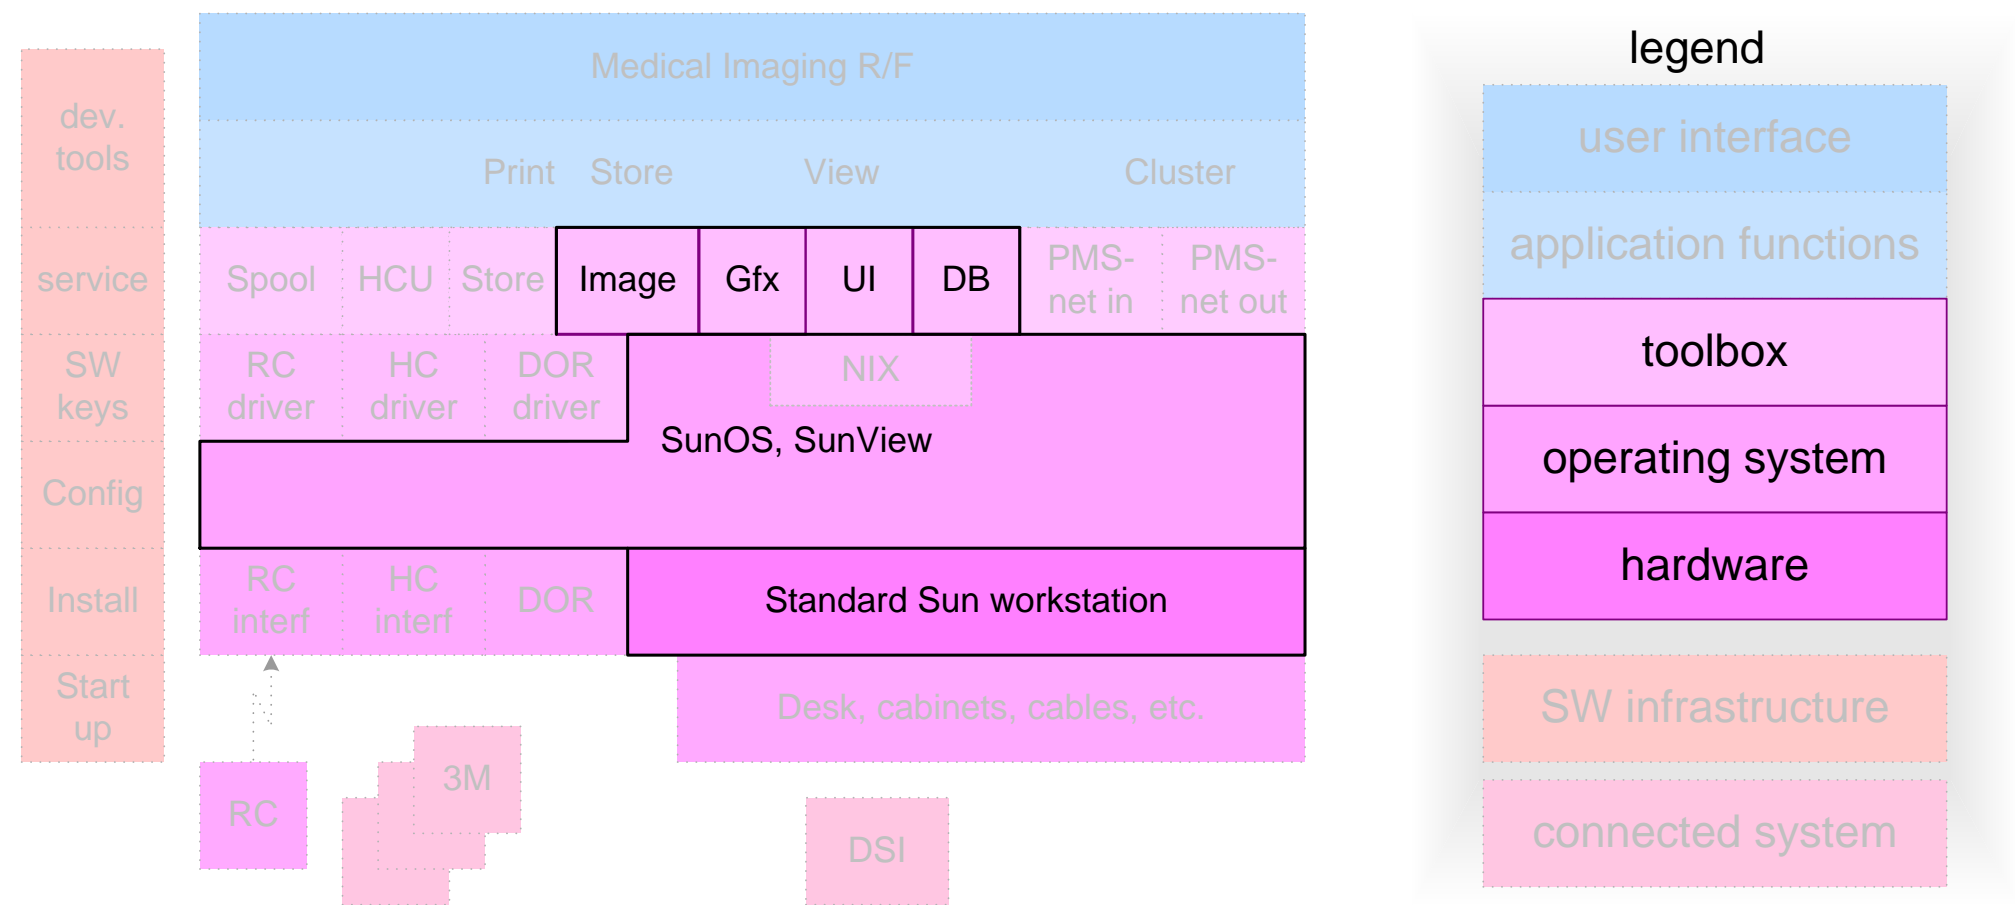 legend
Medical Imaging R/F
dev.
tools
Print Store View Cluster
service
Spool
HCU
Store
Image
Gfx
UI
DB
PMS-
net in
PMS-
net out
SW
keys
RC
driver
HC
driver
DOR
driver
NIX
SunOS, SunView
Config
Install
RC
interf
HC
interf
DOR
Standard Sun workstation
Start
up
Desk, cabinets, cables, etc.
RC
3M
DSI
user interface
application functions
toolbox
operating system
hardware
SW infrastructure
connected system